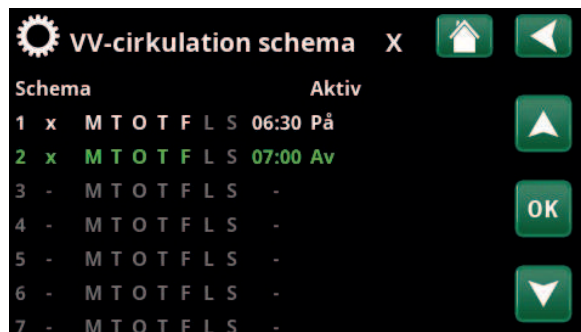 VV-cirkulation schema X
Schema Aktiv
1 x M T O T F L S 06:30 På
2 x M T O T F L S 07:00 Av
3 - M T O T F L S -
4 - M T O T F L S -
OK
5 - M T O T F L S -
6 - M T O T F L S -
7 - M T O T F L S -